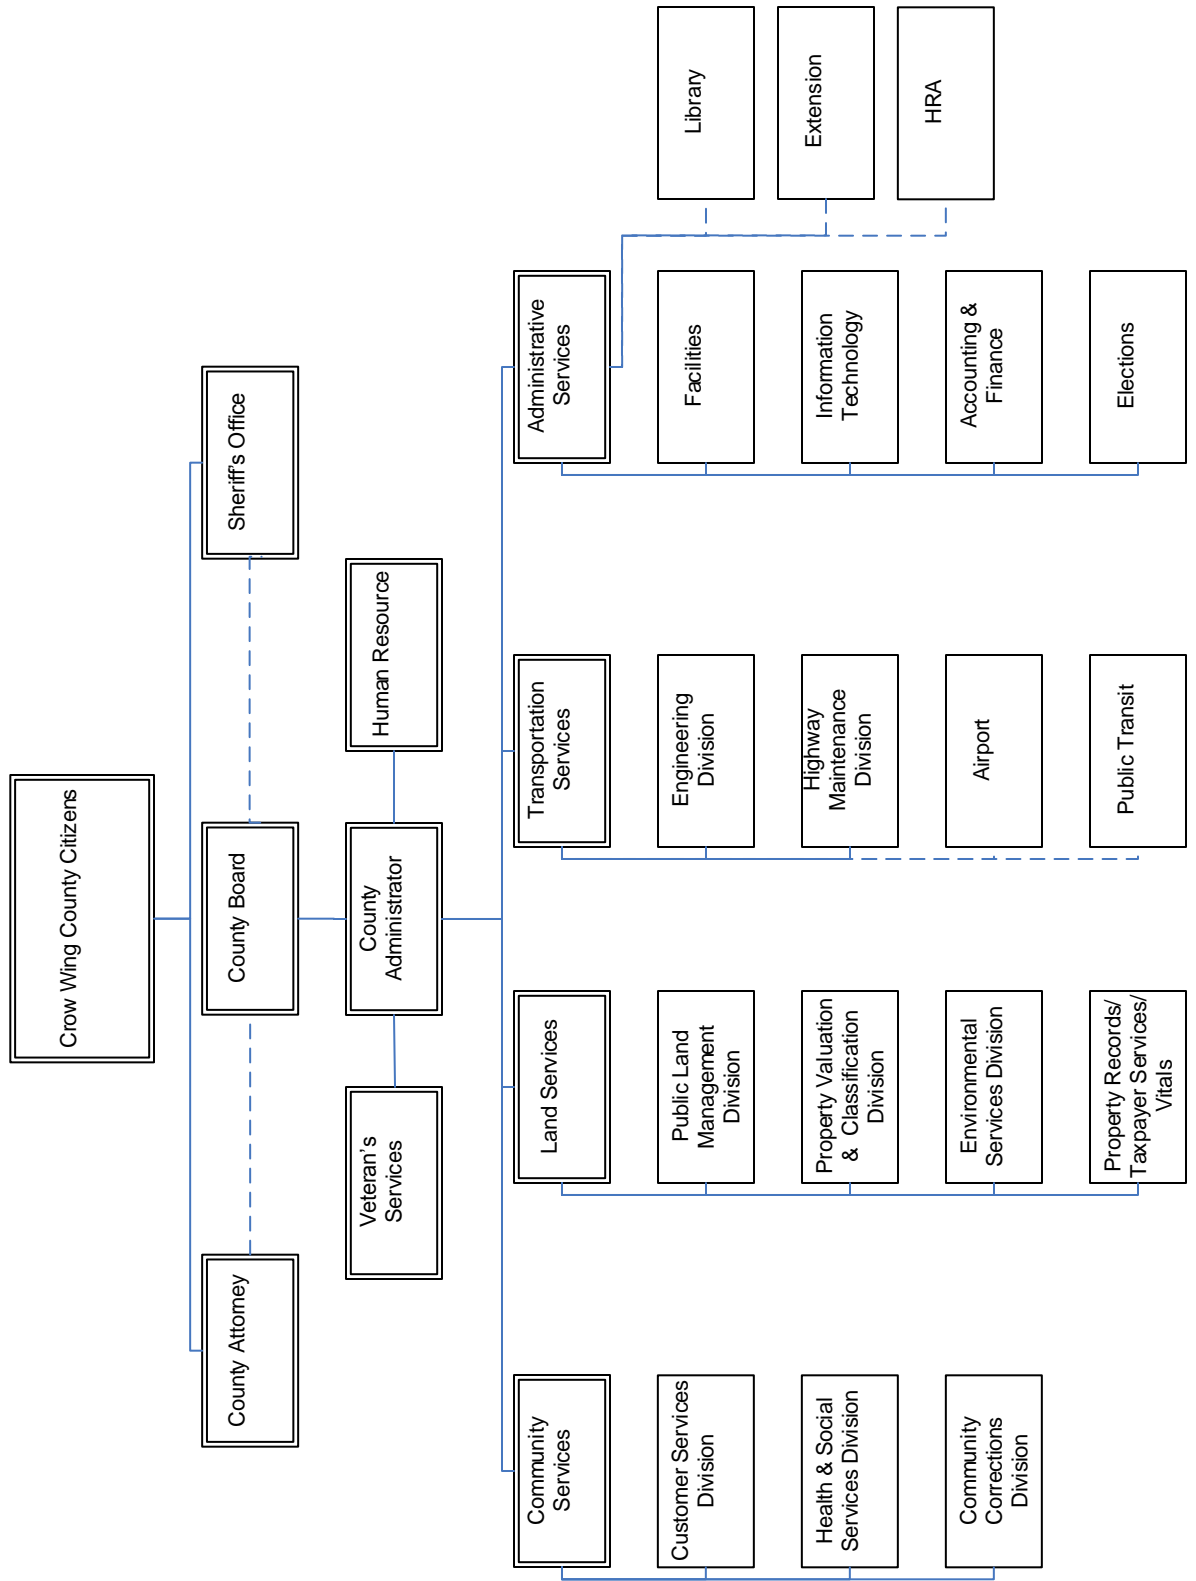 Crow Wing County Citizens
County Attorney
County Board
Sheriff's Office
Veteran's
Services
County
Administrator
Human Resource
Community
Services
Land Services
Transportation
Services
Administrative
Services
Customer Services
Division
Health & Social
Services Division
Community
Corrections
Division
Public Land
Management
Division
Property Valuation
& Classification
Division
Environmental
Services Division
Property Records/
Taxpayer Services/
Vitals
Engineering
Division
Highway
Maintenance
Division
Airport
Public Transit
Facilities
Information
Technology
Accounting &
Finance
Elections
Library
Extension
HRA